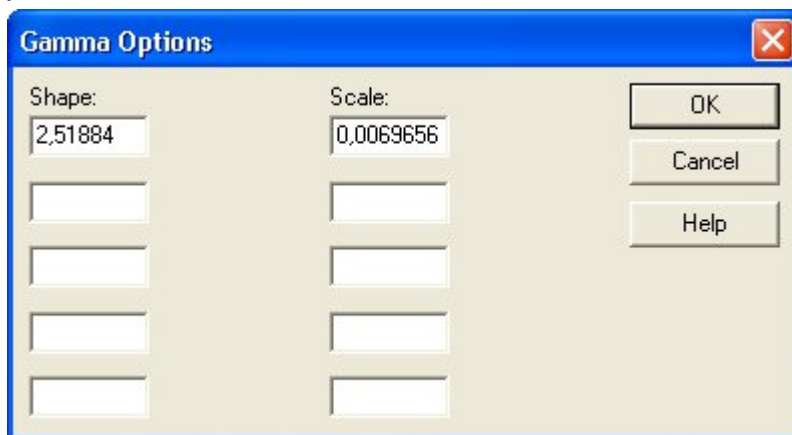 Gamma Options
Shape:
Scale:
OK
2,51884
0,0069656
Cancel
Help